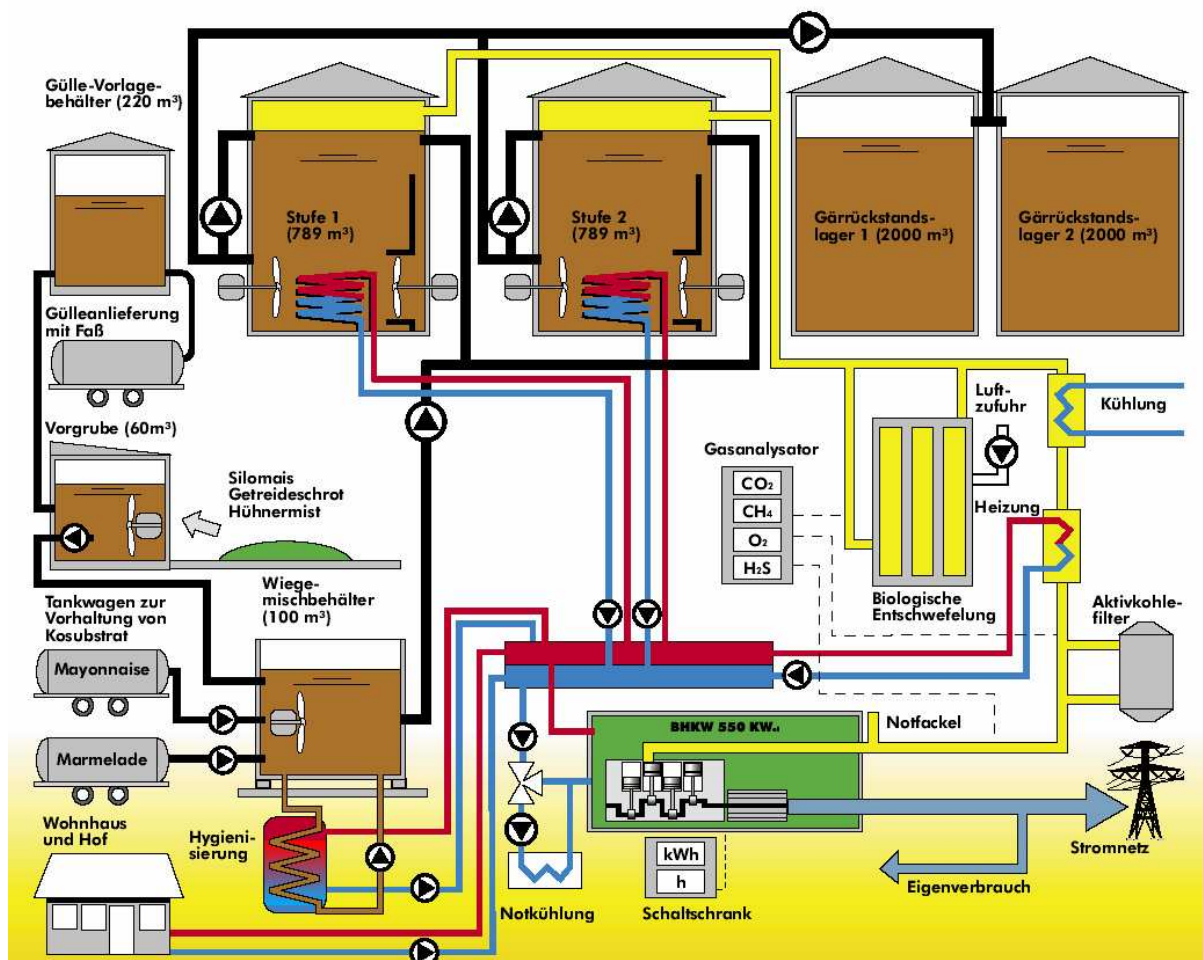 Gülle-Vorlage-
behälter (220 m³)
Stufe 1
(789 m³)
Stufe 2
(789 m³)
Gärrückstands-
lager 1 (2000 m³)
Gärrückstands-
lager 2 (2000 m³)
Gülleanlieferung
mit Faß
Vorgrube (60m³)
Silomais
Getreideschrot
Hühnermist
Gasanalysator
CO₂
CH₄
O₂
H₂S
Luft-
zufuhr
Kühlung
Heizung
Biologische
Entschwefelung
Aktivkohle-
filter
Wiege-
mischbehälter
(100 m³)
Tankwagen zur
Vorhaltung von
Kosubstrat
Mayonnaise
Marmelade
BHKW 550 KWel
Notfackel
Wohnhaus
und Hof
Hygieni-
sierung
Notkühlung
kWh
h
Schaltschrank
Eigenverbrauch
Stromnetz